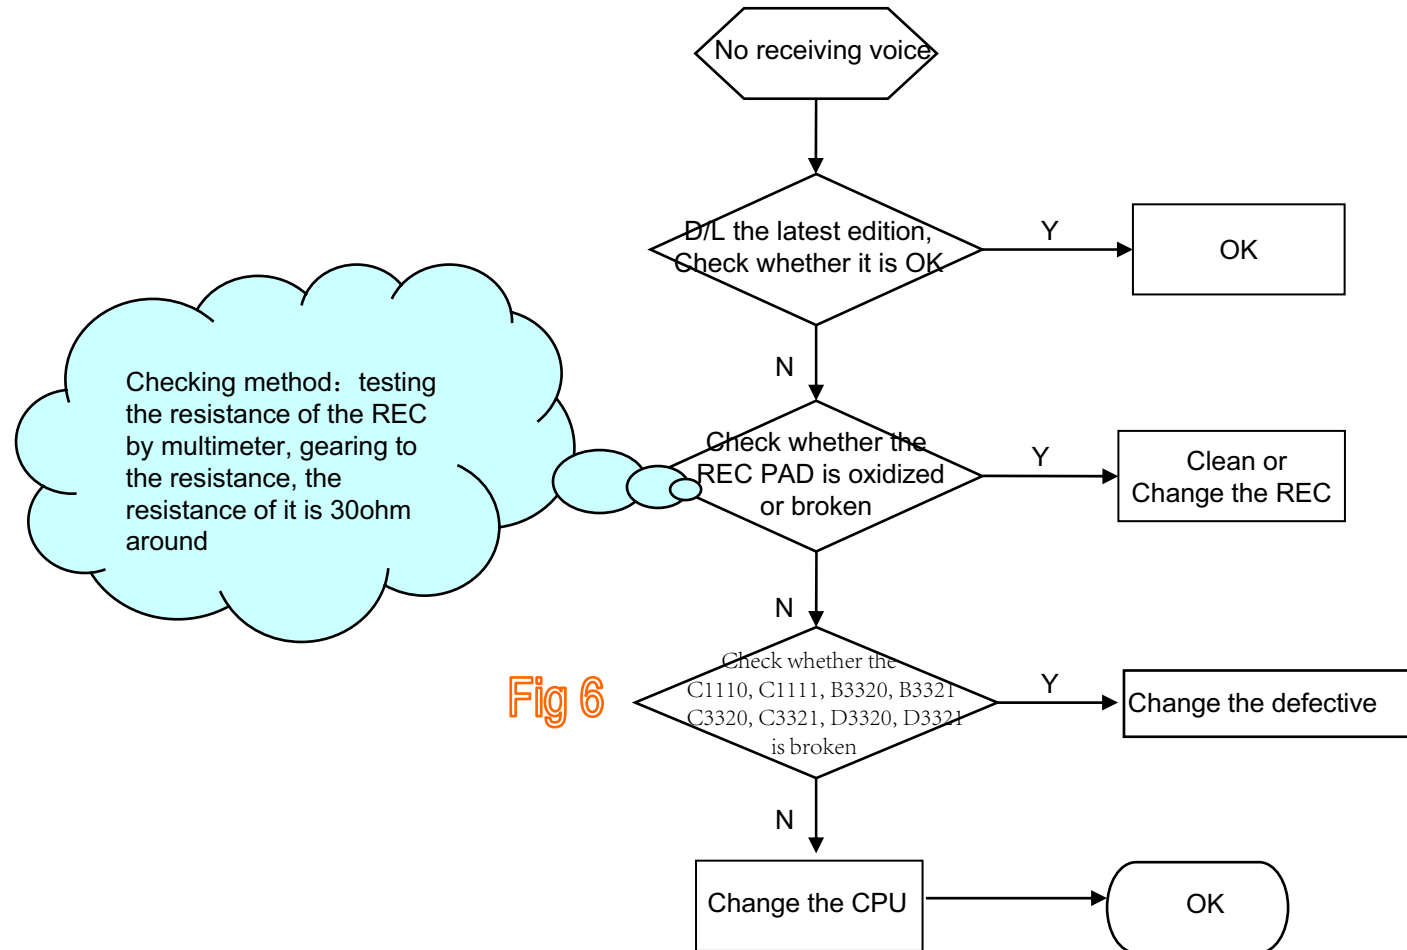 No receiving voice
D/L the latest edition,
Check whether it is OK
Y
OK
N
Checking method：testing
the resistance of the REC
by multimeter, gearing to
the resistance, the
resistance of it is 30ohm
around
Check whether the
REC PAD is oxidized
or broken
Y
Clean or
Change the REC
N
Fig 6
Check whether the
C1110, C1111, B3320, B3321
C3320, C3321, D3320, D3321
is broken
Y
Change the defective
N
Change the CPU
OK